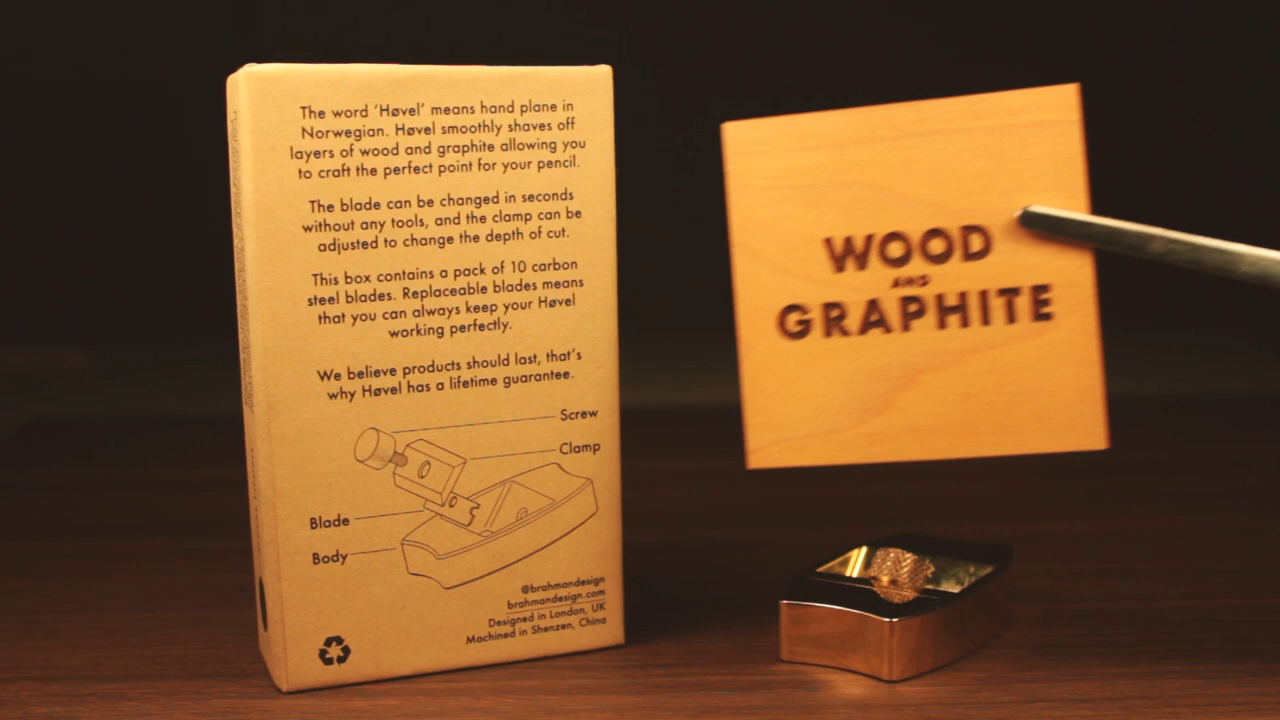 The word ‘Høvel’ means hand plane in
Norwegian. Høvel smoothly shaves off
layers of wood and graphite allowing you
to craft the perfect point for your pencil.
The blade can be changed in seconds
without any tools, and the clamp can be
adjusted to change the depth of cut.
This box contains a pack of 10 carbon
steel blades. Replaceable blades means
that you can always keep your Høvel
working perfectly.
We believe products should last, that’s
why Høvel has a lifetime guarantee.
Screw
Clamp
Blade
Body
@brahmandesign
brahmandesign.com
Designed in London, UK
Machined in Shenzen, China
WOOD
AND
GRAPHITE